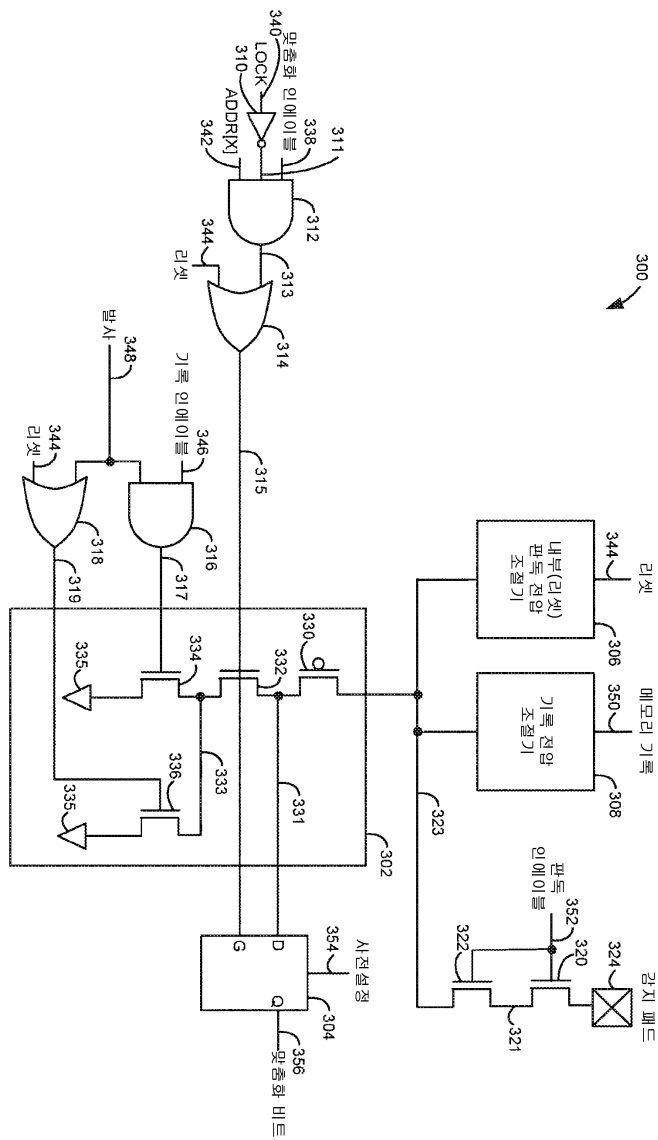 300
리셋
344
내부(리셋)
판독 전압
조절기
306
메모리 기록
350
기록 전압
조절기
308
감지 패드
324
판독
인에이블
352
320
322
321
323
맞춤화 인에이블
338
311
LOCK
340
310
ADDR[X]
342
312
313
344
리셋
314
315
330
332
331
302
사전설정
354
D
G
Q
304
356
맞춤화 비트
기록 인에이블
346
발사
348
316
317
334
333
335
336
335
344
리셋
318
319